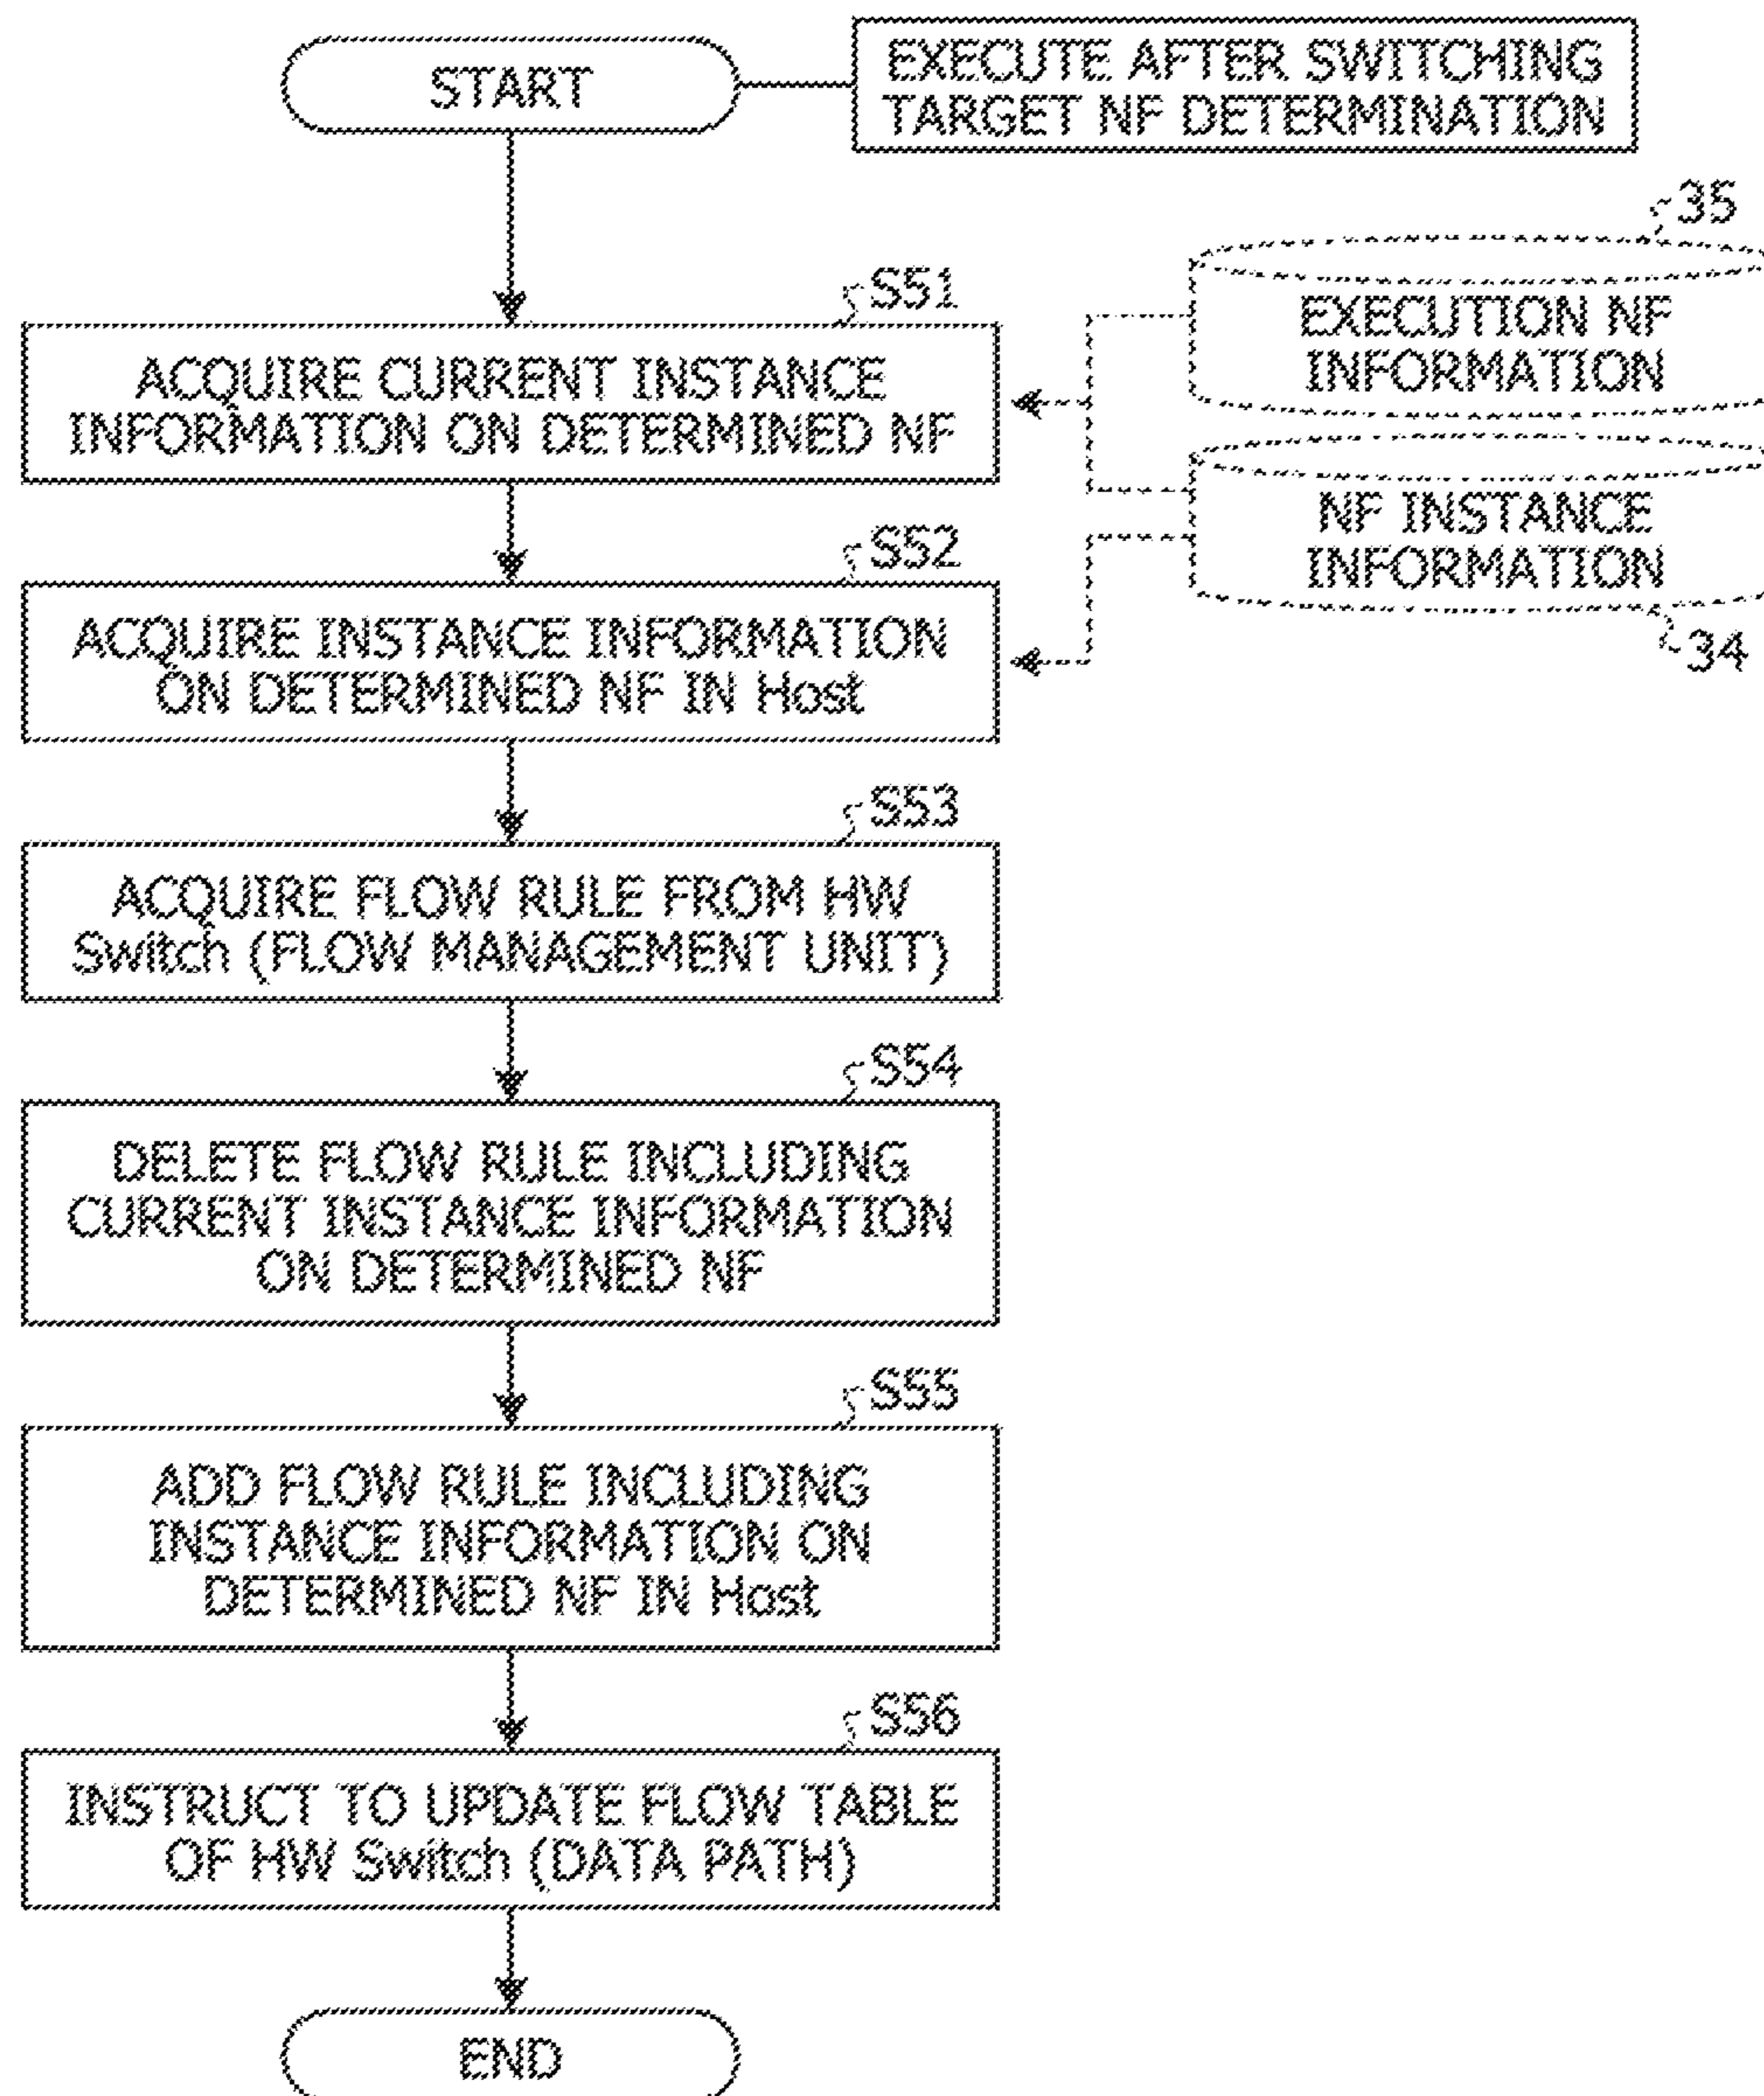 START
EXECUTE AFTER SWITCHING
TARGET NF DETERMINATION
35
EXECUTION NF
INFORMATION
S51
ACQUIRE CURRENT INSTANCE
INFORMATION ON DETERMINED NF
NF INSTANCE
INFORMATION
34
S52
ACQUIRE INSTANCE INFORMATION
ON DETERMINED NF IN Host
S53
ACQUIRE FLOW RULE FROM HW
Switch (FLOW MANAGEMENT UNIT)
S54
DELETE FLOW RULE INCLUDING
CURRENT INSTANCE INFORMATION
ON DETERMINED NF
S55
ADD FLOW RULE INCLUDING
INSTANCE INFORMATION ON
DETERMINED NF IN Host
S56
INSTRUCT TO UPDATE FLOW TABLE
OF HW Switch (DATA PATH)
END